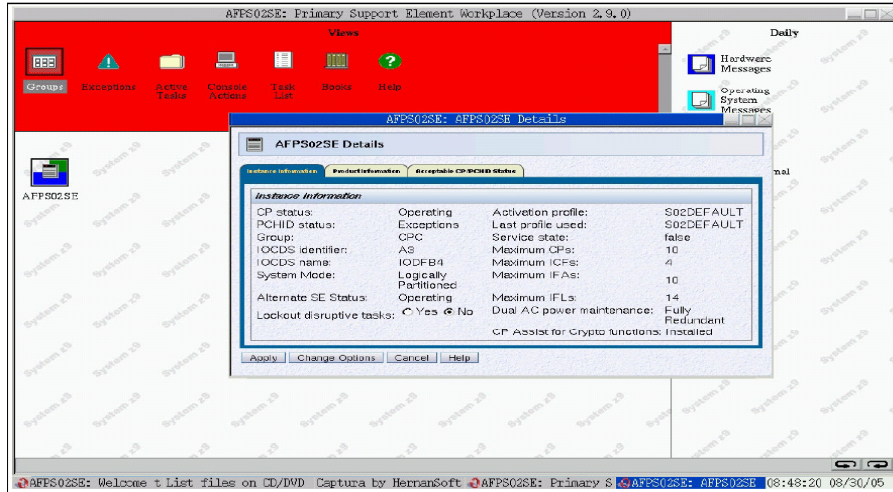 AFPS02SE: Primary Support Element Workplace (Version 2.9.0)
Views
Groups
Exceptions
Active Tasks
Console Actions
Task List
Books
Help
Daily
Hardware Messages
Operating System Messages
AFPS02SE
AFPS02SE: AFPS02SE Details
AFPS02SE Details
Instance Information
Product Information
Acceptable CP/PCHID Status
Instance Information
CP status: Operating
PCHID status: Exceptions
Group: CPC
IOCDS identifier: A3
IOCDS name: IODFB4
System Mode: Logically Partitioned
Alternate SE Status: Operating
Lockout disruptive tasks: Yes No
Activation profile: S02DEFAULT
Last profile used: S02DEFAULT
Service state: false
Maximum CPs: 10
Maximum ICFs: 4
Maximum IFAs: 10
Maximum IFLs: 14
Dual AC power maintenance: Fully Redundant
CP Assist for Crypto functions: Installed
Apply
Change Options
Cancel
Help
System z9
AFPS02SE: Welcome t
List files on CD/DVD
Captura by HernanSoft
AFPS02SE: Primary S
AFPS02SE: AFPS02SE
08:48:20 08/30/05